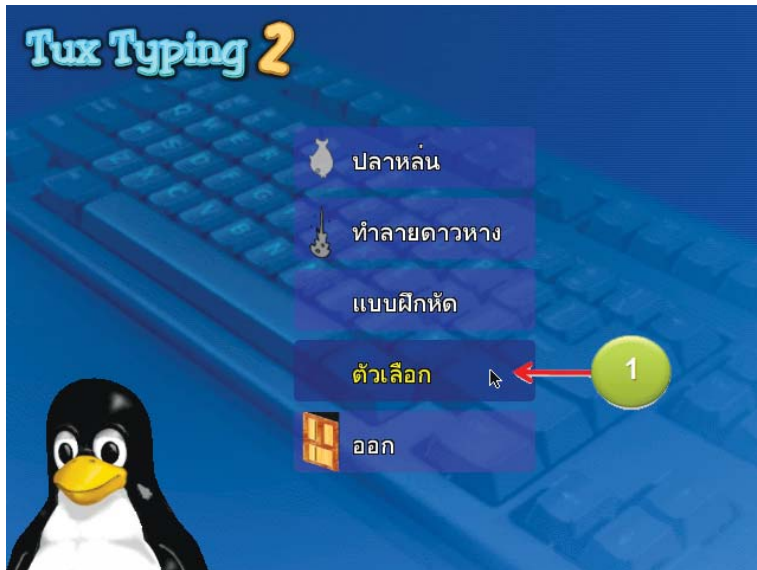 Tux Typing 2
ปลาหล่น
ทำลายดาวหาง
แบบฝึกหัด
ตัวเลือก
1
ออก